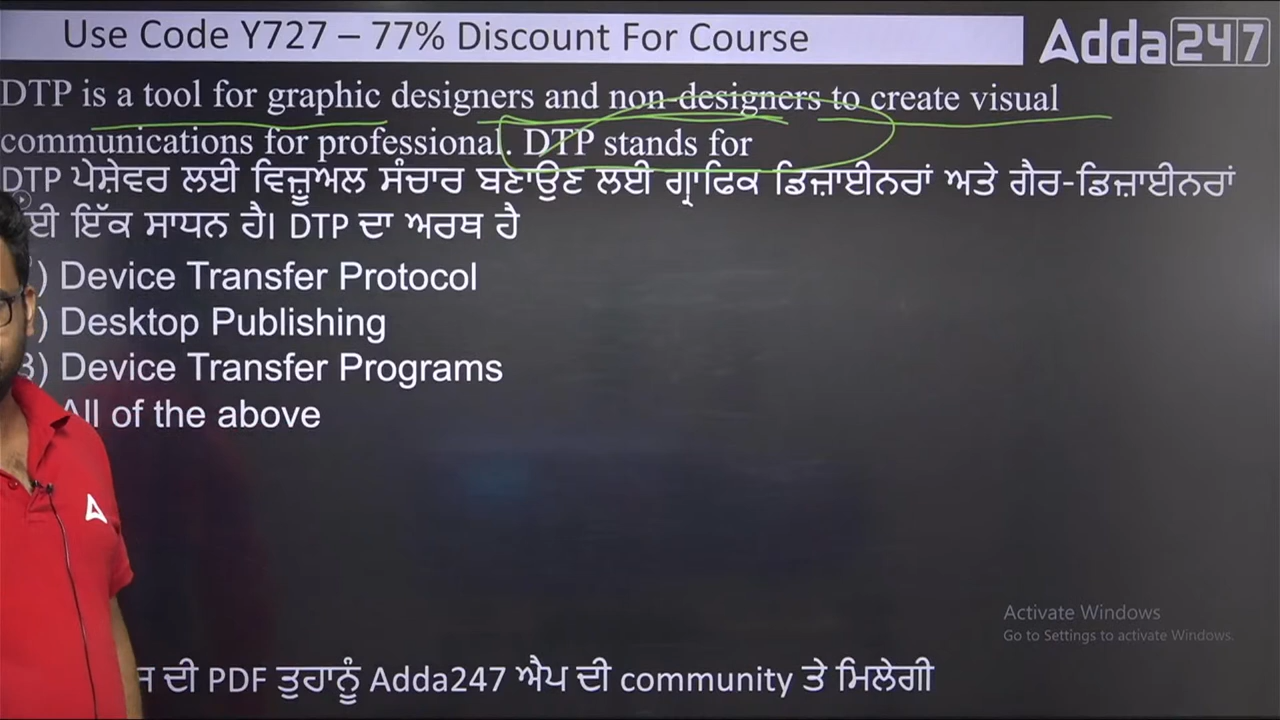 Use Code Y727 – 77% Discount For Course
Adda247
DTP is a tool for graphic designers and non-designers to create visual
communications for professional. DTP stands for
DTP ਪੇਸ਼ੇਵਰ ਲਈ ਵਿਜ਼ੂਅਲ ਸੰਚਾਰ ਬਣਾਉਣ ਲਈ ਗ੍ਰਾਫਿਕ ਡਿਜ਼ਾਈਨਰਾਂ ਅਤੇ ਗੈਰ-ਡਿਜ਼ਾਈਨਰਾਂ
ਇੱਕ ਸਾਧਨ ਹੈ। DTP ਦਾ ਅਰਥ ਹੈ
) Device Transfer Protocol
) Desktop Publishing
3) Device Transfer Programs
All of the above
Activate Windows
Go to Settings to activate Windows.
ਦੀ PDF ਤੁਹਾਨੂੰ Adda247 ਐਪ ਦੀ community ਤੇ ਮਿਲੇਗੀ